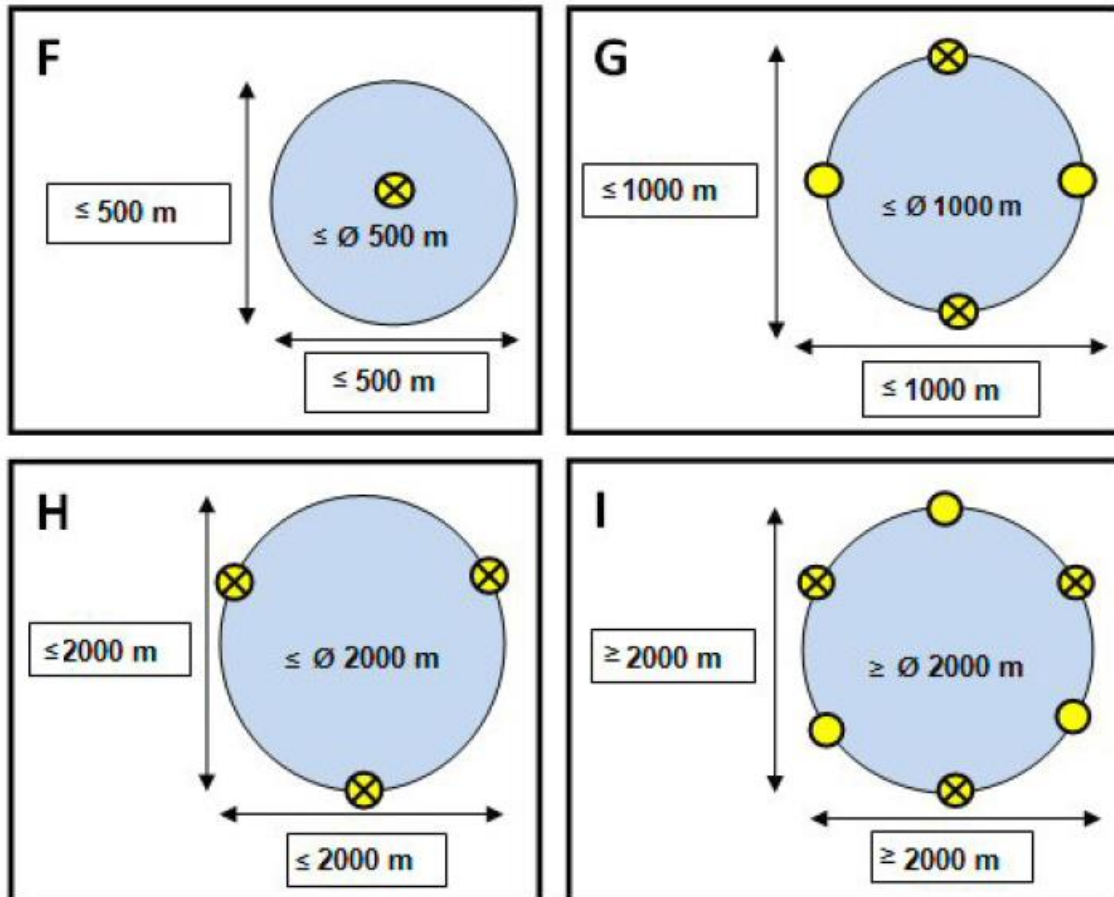 F
≤ 500 m
≤ Ø 500 m
≤ 500 m
G
≤ 1000 m
≤ Ø 1000 m
≤ 1000 m
H
≤ 2000 m
≤ Ø 2000 m
≤ 2000 m
I
≥ 2000 m
≥ Ø 2000 m
≥ 2000 m